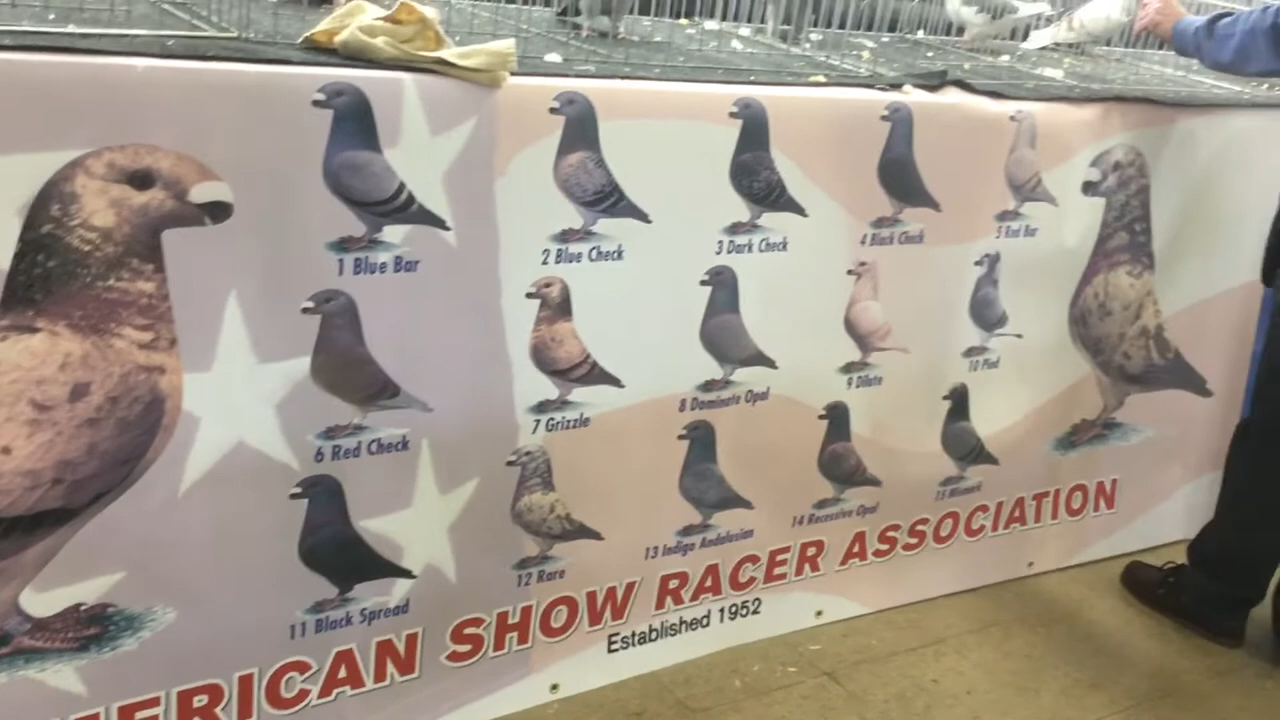 1 Blue Bar
2 Blue Check
3 Dark Check
4 Black Check
5 Red Bar
6 Red Check
7 Grizzle
8 Dominate Opal
9 Dilute
10 Pied
11 Black Spread
12 Rare
13 Indigo Andalusian
14 Recessive Opal
15 Mismark
MERICAN SHOW RACER ASSOCIATION
Established 1952